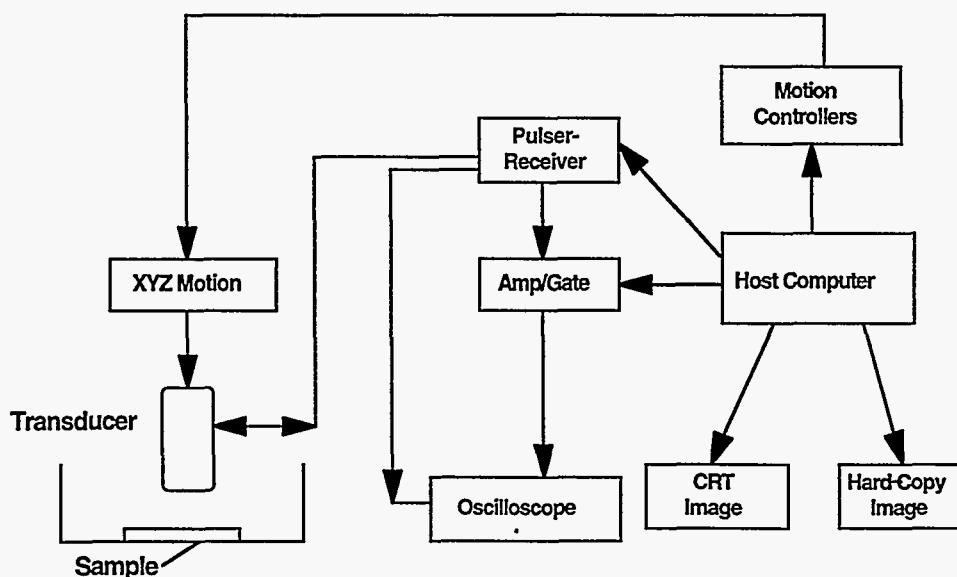 Motion
Controllers
Pulser-
Receiver
XYZ Motion
Amp/Gate
Host Computer
Transducer
CRT
Image
Hard-Copy
Image
Oscilloscope
Sample